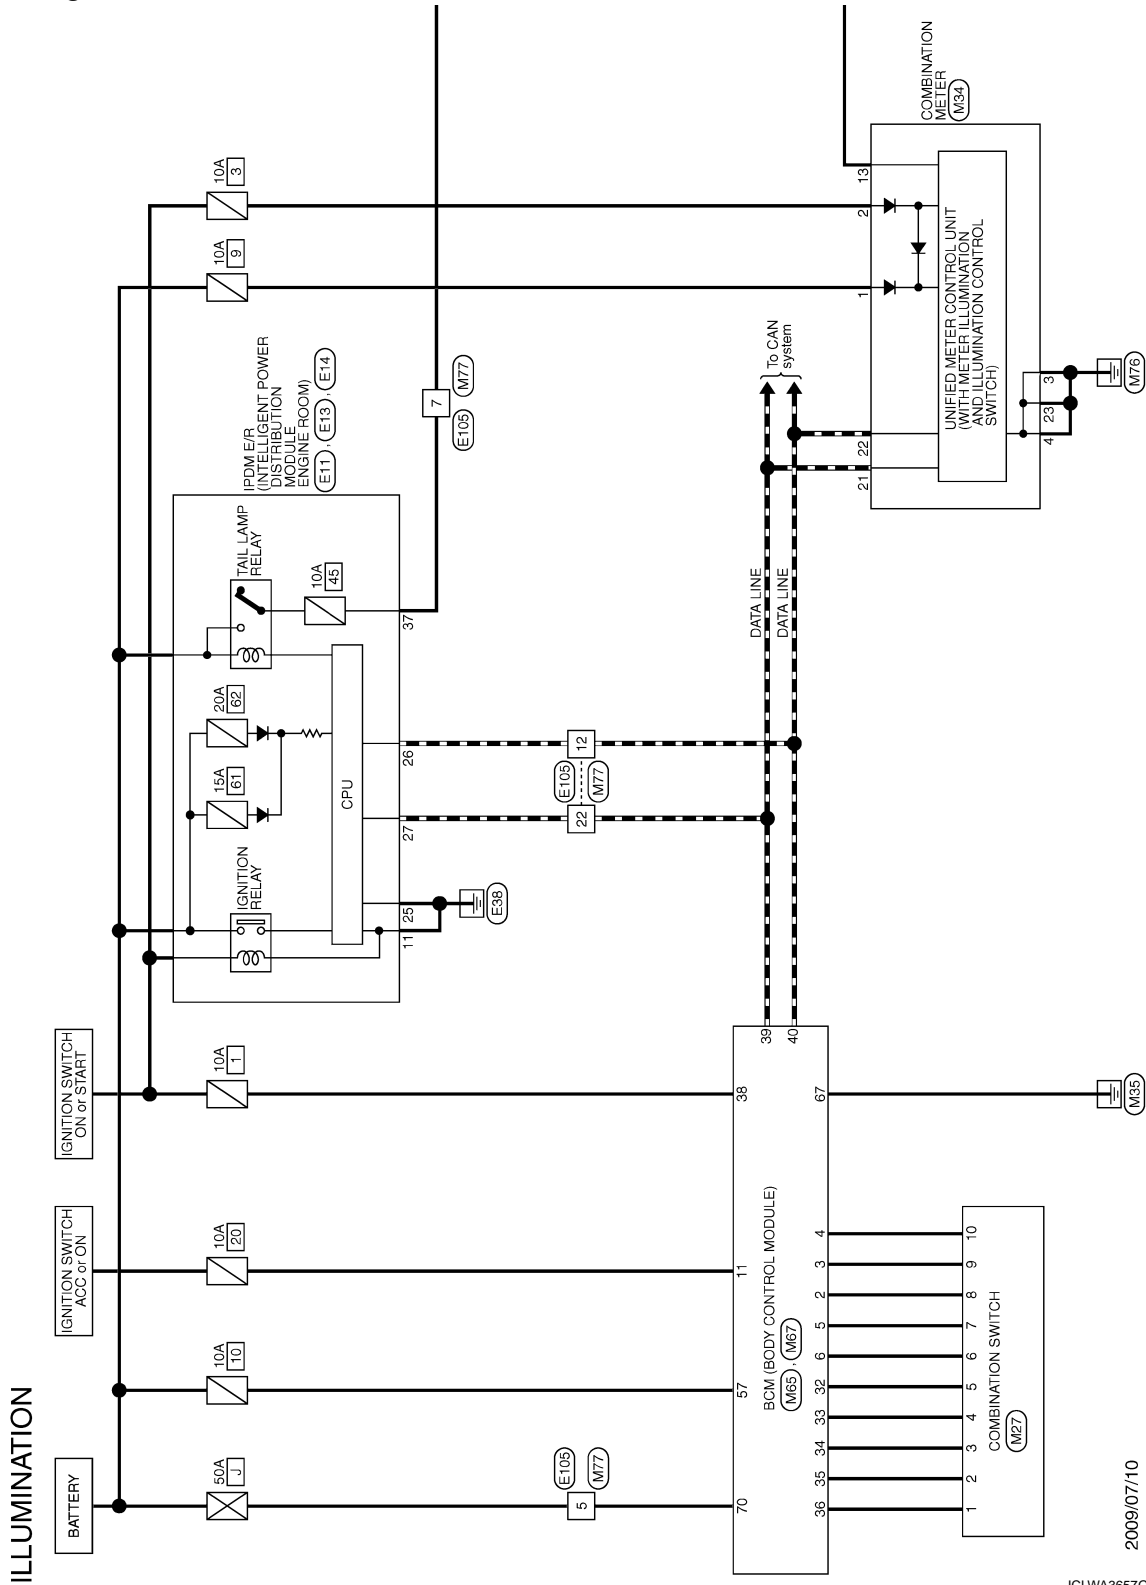 ILLUMINATION
BATTERY
IGNITION SWITCH
ACC or ON
IGNITION SWITCH
ON or START
50A
J
10A
10
10A
20
10A
1
10A
9
10A
3
IGNITION
RELAY
15A
61
20A
62
TAIL LAMP
RELAY
10A
45
CPU
IPDM E/R
(INTELLIGENT POWER
DISTRIBUTION
MODULE
ENGINE ROOM)
E11 , E13 , E14
11
25
27
26
37
E38
7
E105
M77
5
E105
M77
22
12
E105
M77
DATA LINE
DATA LINE
To CAN
system
70
57
11
38
39
40
BCM (BODY CONTROL MODULE)
M65 , M67
36
35
34
33
32
6
5
2
3
4
67
1
2
3
4
5
6
7
8
9
10
COMBINATION SWITCH
M27
M35
21
22
1
2
13
COMBINATION
METER
M34
UNIFIED METER CONTROL UNIT
(WITH METER ILLUMINATION
AND ILLUMINATION CONTROL
SWITCH)
4
23
3
M76
2009/07/10